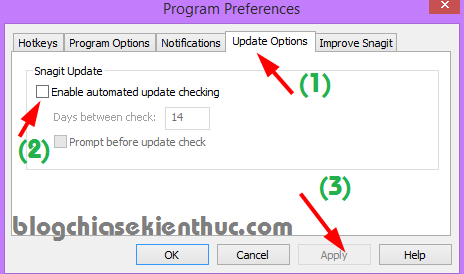 Program Preferences
Hotkeys Program Options Notifications Update Options Improve Snagit
Snagit Update
(1)
Enable automated update checking
Days between check: 14
(2)
Prompt before update check
(3)
blogchiasekienthuc.com
OK Cancel Apply Help